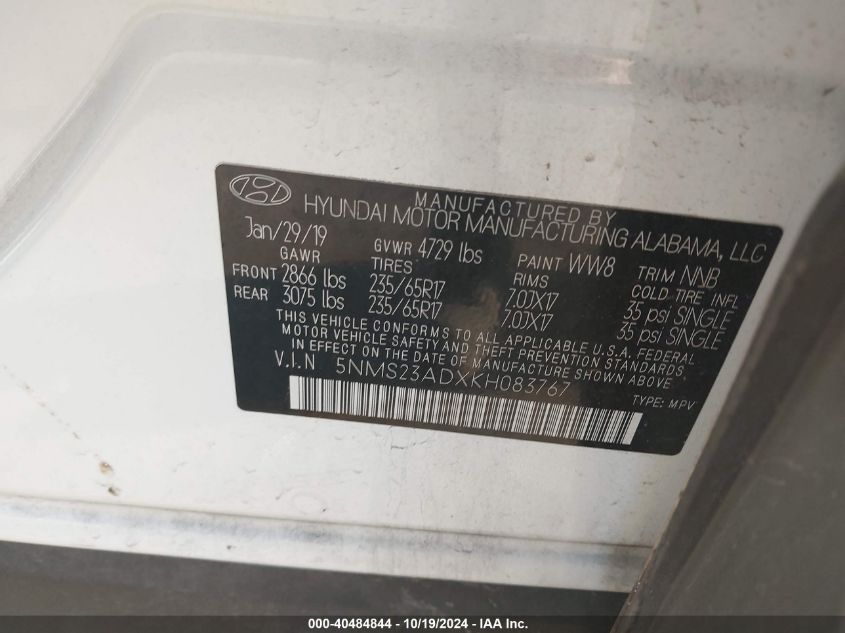 MANUFACTURED BY
HYUNDAI MOTOR MANUFACTURING ALABAMA, LLC
Jan/29/19 GVWR 4729 lbs PAINT WW8 TRIM NNB
GAWR TIRES RIMS COLD TIRE INFL
FRONT 2866 lbs 235/65R17 7.0JX17 35 psi SINGLE
REAR 3075 lbs 235/65R17 7.0JX17 35 psi SINGLE
THIS VEHICLE CONFORMS TO ALL APPLICABLE U.S.A. FEDERAL
MOTOR VEHICLE SAFETY AND THEFT PREVENTION STANDARDS
IN EFFECT ON THE DATE OF MANUFACTURE SHOWN ABOVE.
V.I.N 5NMS23ADXKH083767
TYPE: MPV
000-40484844 - 10/19/2024 - IAA Inc.